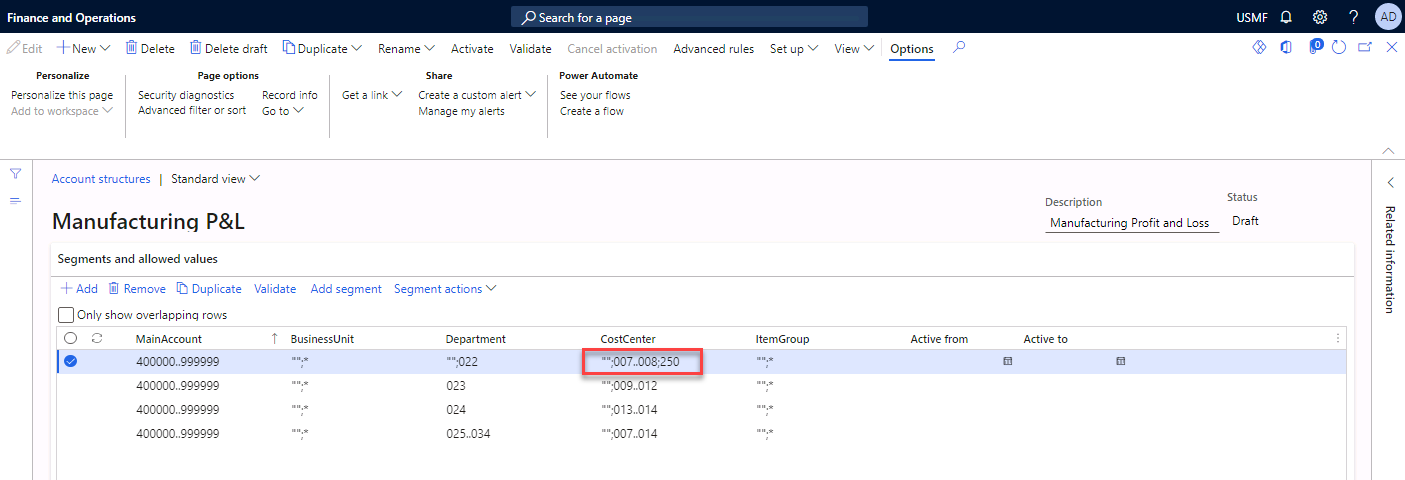 Finance and Operations
Search for a page
USMF
AD
Edit New Delete Delete draft Duplicate Rename Activate Validate Cancel activation Advanced rules Set up View Options
0
Personalize Page options Share Power Automate
Personalize this page Security diagnostics Record info Get a link Create a custom alert See your flows
Add to workspace Advanced filter or sort Go to Manage my alerts Create a flow
Account structures | Standard view
Manufacturing P&L
Description
Manufacturing Profit and Loss
Status
Draft
Related information
Segments and allowed values
Add Remove Duplicate Validate Add segment Segment actions
Only show overlapping rows
MainAccount BusinessUnit Department CostCenter ItemGroup Active from Active to
400000..999999 "";* "";022 "";007..008;250 "";*
400000..999999 "";* 023 "";009..012 "";*
400000..999999 "";* 024 "";013..014 "";*
400000..999999 "";* 025..034 "";007..014 "";*